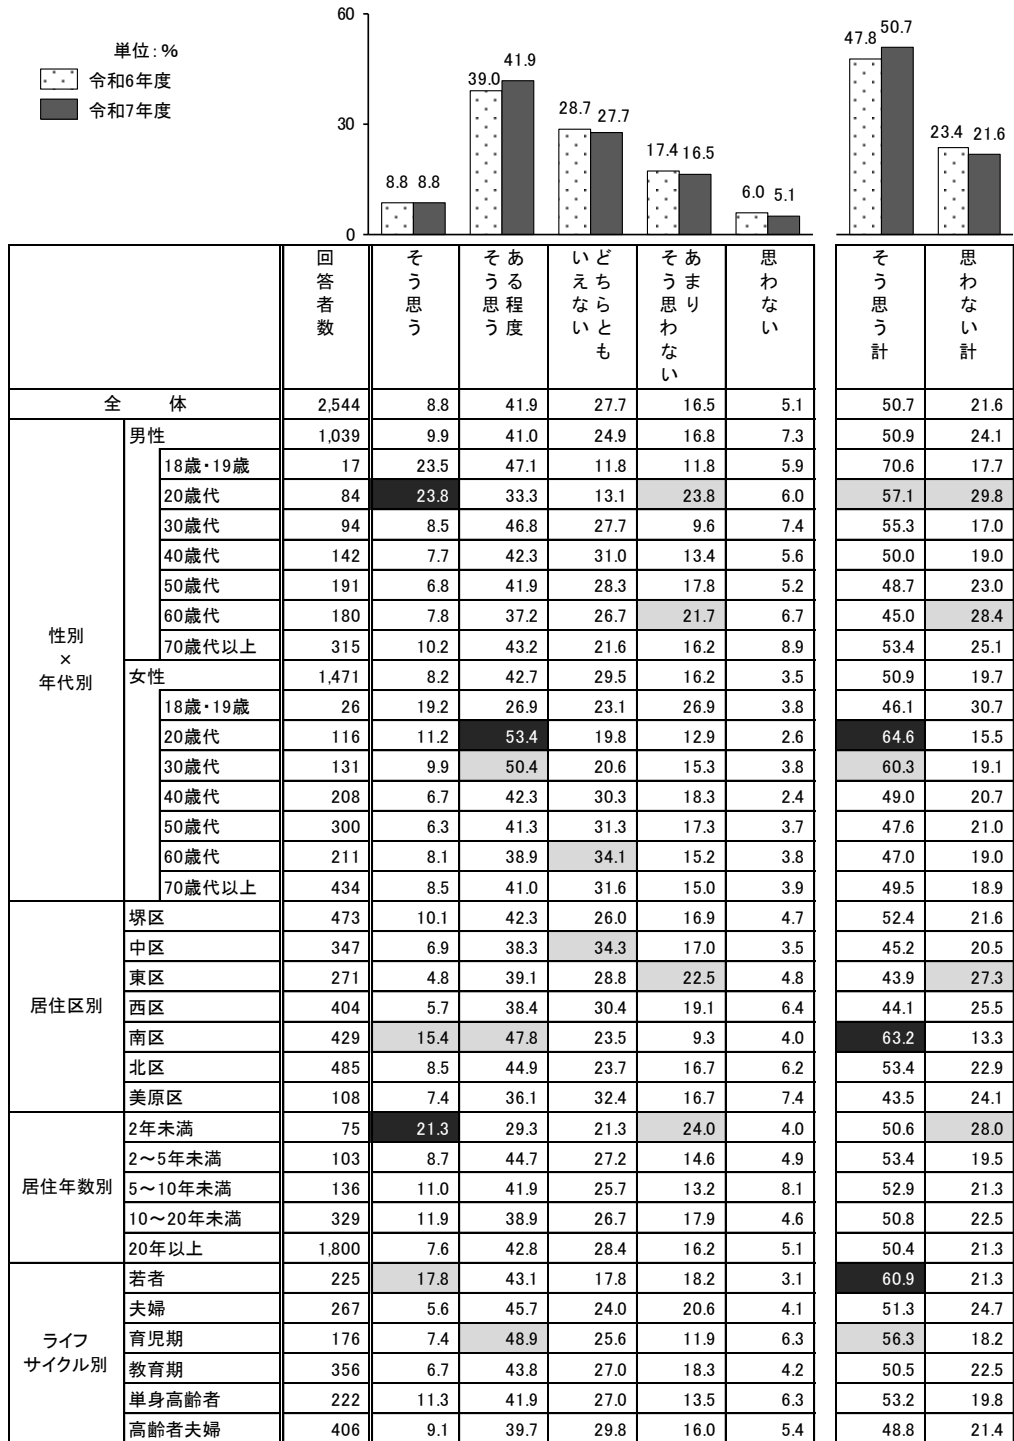 単位:%
令和6年度
令和7年度
60
30
0
8.8 8.8
39.0 41.9
28.7 27.7
17.4 16.5
6.0 5.1
47.8 50.7
23.4 21.6
回答者数 そう思う ある程度そう思う どちらともいえない あまりそう思わない 思わない そう思う計 思わない計
全 体 2,544 8.8 41.9 27.7 16.5 5.1 50.7 21.6
性別×年代別
男性 1,039 9.9 41.0 24.9 16.8 7.3 50.9 24.1
18歳・19歳 17 23.5 47.1 11.8 11.8 5.9 70.6 17.7
20歳代 84 23.8 33.3 13.1 23.8 6.0 57.1 29.8
30歳代 94 8.5 46.8 27.7 9.6 7.4 55.3 17.0
40歳代 142 7.7 42.3 31.0 13.4 5.6 50.0 19.0
50歳代 191 6.8 41.9 28.3 17.8 5.2 48.7 23.0
60歳代 180 7.8 37.2 26.7 21.7 6.7 45.0 28.4
70歳代以上 315 10.2 43.2 21.6 16.2 8.9 53.4 25.1
女性 1,471 8.2 42.7 29.5 16.2 3.5 50.9 19.7
18歳・19歳 26 19.2 26.9 23.1 26.9 3.8 46.1 30.7
20歳代 116 11.2 53.4 19.8 12.9 2.6 64.6 15.5
30歳代 131 9.9 50.4 20.6 15.3 3.8 60.3 19.1
40歳代 208 6.7 42.3 30.3 18.3 2.4 49.0 20.7
50歳代 300 6.3 41.3 31.3 17.3 3.7 47.6 21.0
60歳代 211 8.1 38.9 34.1 15.2 3.8 47.0 19.0
70歳代以上 434 8.5 41.0 31.6 15.0 3.9 49.5 18.9
居住区別
堺区 473 10.1 42.3 26.0 16.9 4.7 52.4 21.6
中区 347 6.9 38.3 34.3 17.0 3.5 45.2 20.5
東区 271 4.8 39.1 28.8 22.5 4.8 43.9 27.3
西区 404 5.7 38.4 30.4 19.1 6.4 44.1 25.5
南区 429 15.4 47.8 23.5 9.3 4.0 63.2 13.3
北区 485 8.5 44.9 23.7 16.7 6.2 53.4 22.9
美原区 108 7.4 36.1 32.4 16.7 7.4 43.5 24.1
居住年数別
2年未満 75 21.3 29.3 21.3 24.0 4.0 50.6 28.0
2～5年未満 103 8.7 44.7 27.2 14.6 4.9 53.4 19.5
5～10年未満 136 11.0 41.9 25.7 13.2 8.1 52.9 21.3
10～20年未満 329 11.9 38.9 26.7 17.9 4.6 50.8 22.5
20年以上 1,800 7.6 42.8 28.4 16.2 5.1 50.4 21.3
ライフサイクル別
若者 225 17.8 43.1 17.8 18.2 3.1 60.9 21.3
夫婦 267 5.6 45.7 24.0 20.6 4.1 51.3 24.7
育児期 176 7.4 48.9 25.6 11.9 6.3 56.3 18.2
教育期 356 6.7 43.8 27.0 18.3 4.2 50.5 22.5
単身高齢者 222 11.3 41.9 27.0 13.5 6.3 53.2 19.8
高齢者夫婦 406 9.1 39.7 29.8 16.0 5.4 48.8 21.4